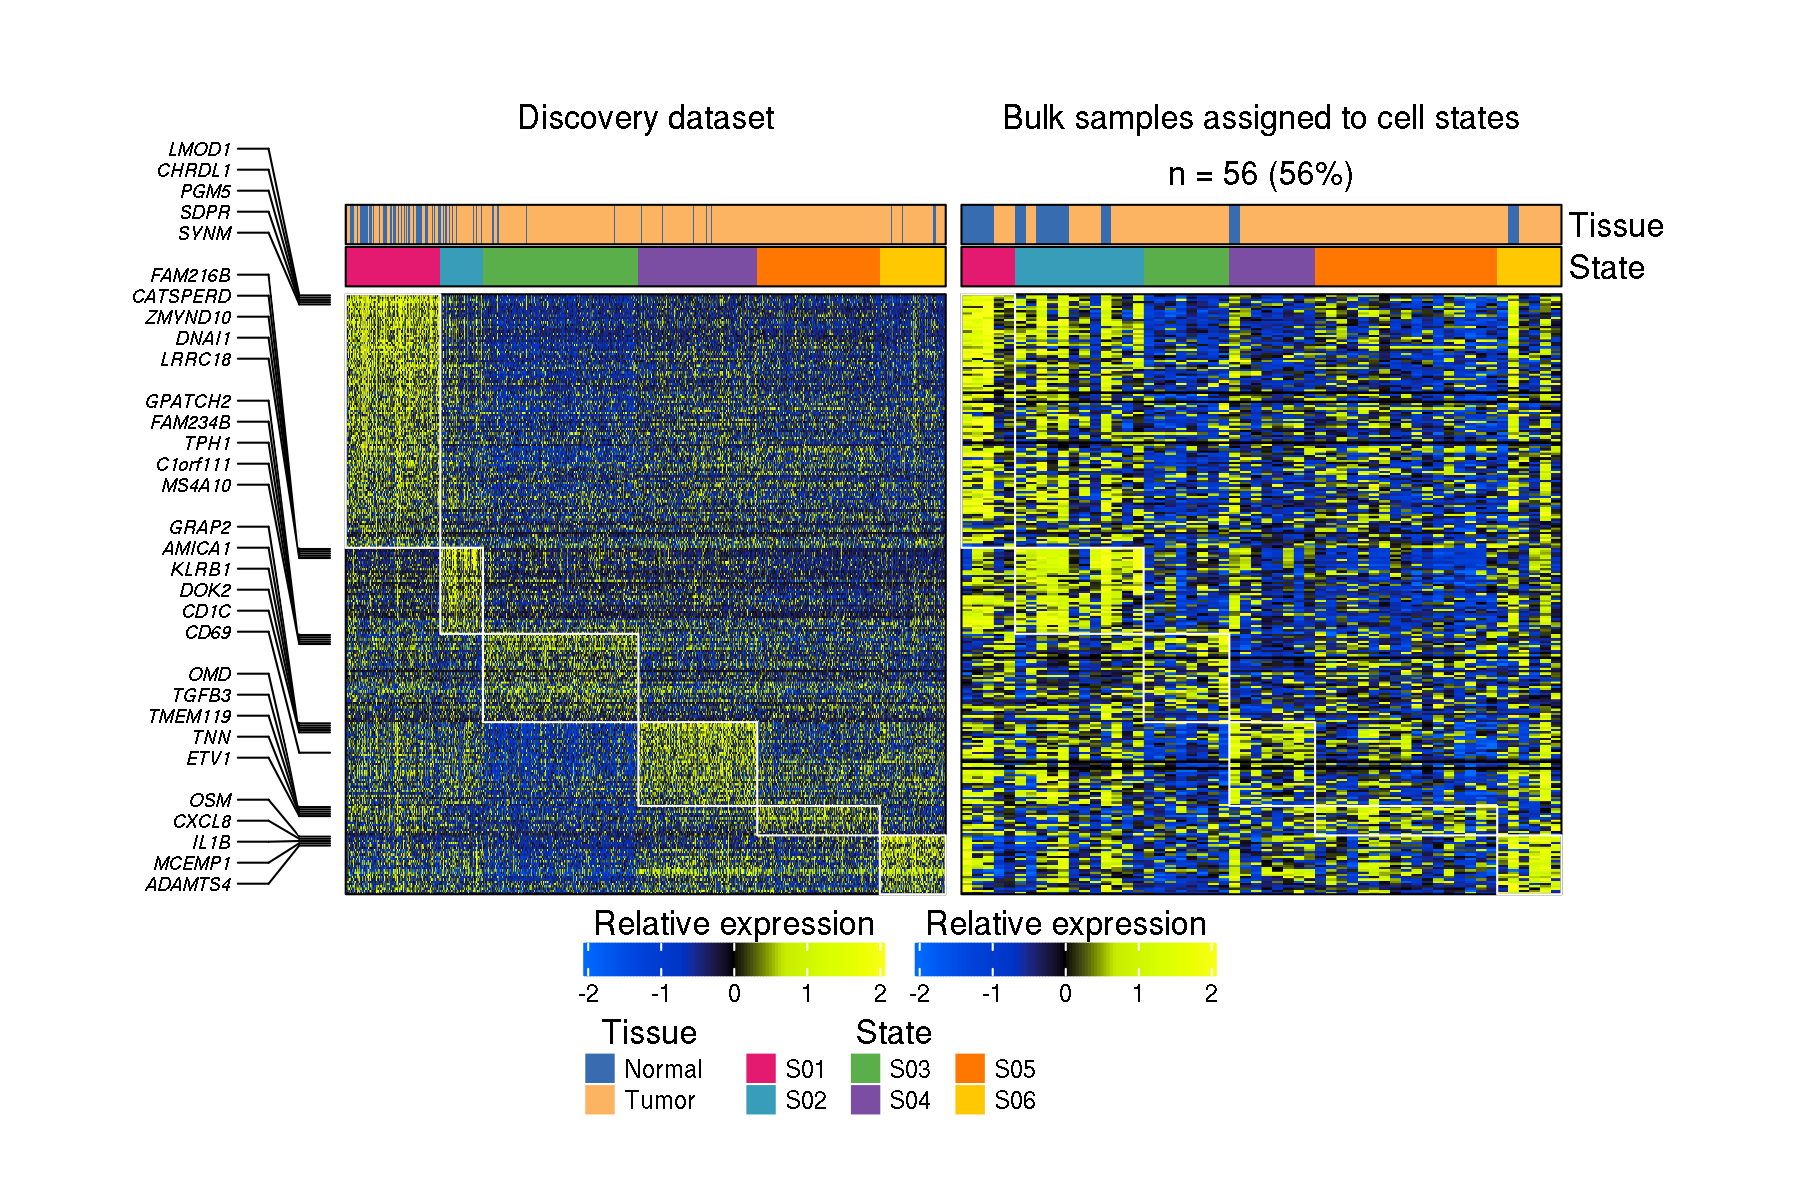 Discovery dataset
Bulk samples assigned to cell states
n = 56 (56%)
Tissue
State
LMOD1
CHRDL1
PGM5
SDPR
SYNM
FAM216B
CATSPERD
ZMYND10
DNAI1
LRRC18
GPATCH2
FAM234B
TPH1
C1orf111
MS4A10
GRAP2
AMICA1
KLRB1
DOK2
CD1C
CD69
OMD
TGFB3
TMEM119
TNN
ETV1
OSM
CXCL8
IL1B
MCEMP1
ADAMTS4
Relative expression
-2 -1 0 1 2
Relative expression
-2 -1 0 1 2
Tissue
Normal
Tumor
State
S01 S03 S05
S02 S04 S06